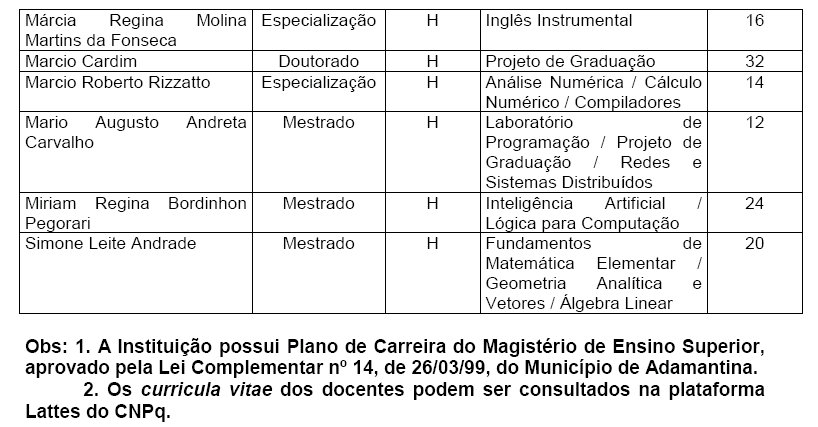 Márcia Regina Molina Especialização H Inglês Instrumental 16
Martins da Fonseca
Marcio Cardim Doutorado H Projeto de Graduação 32
Marcio Roberto Rizzatto Especialização H Análise Numérica / Cálculo 14
Numérico / Compiladores
Mario Augusto Andreta Mestrado H Laboratório de 12
Carvalho Programação / Projeto de
Graduação / Redes e
Sistemas Distribuídos
Miriam Regina Bordinhon Mestrado H Inteligência Artificial / 24
Pegorari Lógica para Computação
Simone Leite Andrade Mestrado H Fundamentos de 20
Matemática Elementar /
Geometria Analítica e
Vetores / Álgebra Linear
Obs: 1. A Instituição possui Plano de Carreira do Magistério de Ensino Superior,
aprovado pela Lei Complementar nº 14, de 26/03/99, do Município de Adamantina.
2. Os curricula vitae dos docentes podem ser consultados na plataforma
Lattes do CNPq.